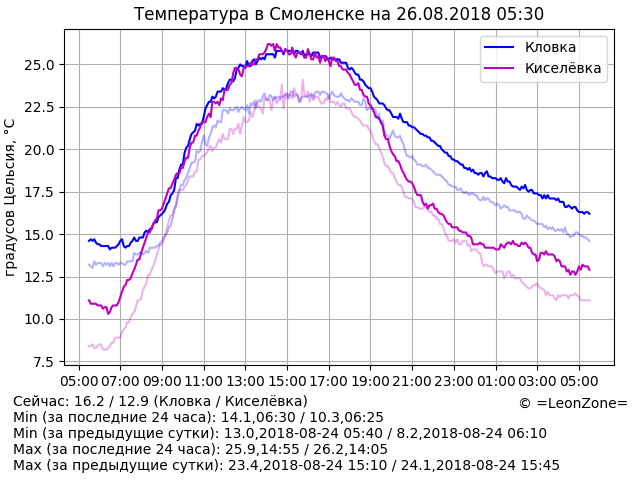 Температура в Смоленске на 26.08.2018 05:30
градусов Цельсия, °C
25.0
22.5
20.0
17.5
15.0
12.5
10.0
7.5
Кловка
Киселёвка
05:00 07:00 09:00 11:00 13:00 15:00 17:00 19:00 21:00 23:00 01:00 03:00 05:00
Сейчас: 16.2 / 12.9 (Кловка / Киселёвка)
© =LeonZone=
Min (за последние 24 часа): 14.1,06:30 / 10.3,06:25
Min (за предыдущие сутки): 13.0,2018-08-24 05:40 / 8.2,2018-08-24 06:10
Max (за последние 24 часа): 25.9,14:55 / 26.2,14:05
Max (за предыдущие сутки): 23.4,2018-08-24 15:10 / 24.1,2018-08-24 15:45